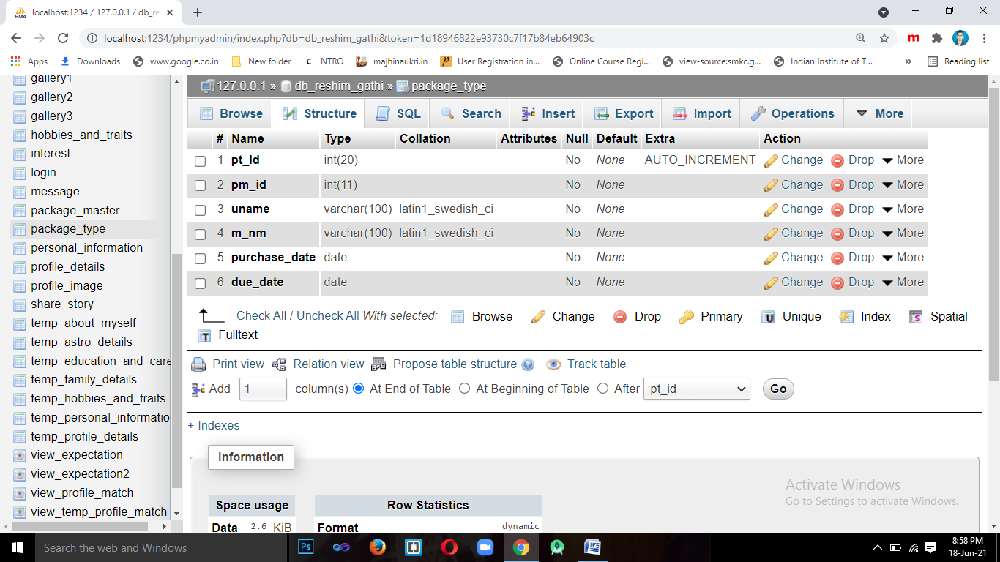 localhost:1234 / 127.0.0.1 / db_re
localhost:1234/phpmyadmin/index.php?db=db_reshim_gathi&token=1d18946822e93730c7f17b84eb64903c
Apps Downloads www.google.co.in New folder NTRO majhinaukri.in User Registration in... Online Course Regi... view-source:smkc.g... Indian Institute of T... » Reading list
gallery1
gallery2
gallery3
hobbies_and_traits
interest
login
message
package_master
package_type
personal_information
profile_details
profile_image
share_story
temp_about_myself
temp_astro_details
temp_education_and_care
temp_family_details
temp_hobbies_and_traits
temp_personal_informatio
temp_profile_details
view_expectation
view_expectation2
view_profile_match
view_temp_profile_match
127.0.0.1 » db_reshim_gathi » package_type
Browse Structure SQL Search Insert Export Import Operations More
# Name Type Collation Attributes Null Default Extra Action
1 pt_id int(20) No None AUTO_INCREMENT Change Drop More
2 pm_id int(11) No None Change Drop More
3 uname varchar(100) latin1_swedish_ci No None Change Drop More
4 m_nm varchar(100) latin1_swedish_ci No None Change Drop More
5 purchase_date date No None Change Drop More
6 due_date date No None Change Drop More
Check All / Uncheck All With selected: Browse Change Drop Primary Unique Index Spatial
Fulltext
Print view Relation view Propose table structure Track table
Add 1 column(s) At End of Table At Beginning of Table After pt_id Go
+ Indexes
Information
Space usage Row Statistics
Data 2.6 KiB Format dynamic
Activate Windows
Go to Settings to activate Windows.
Search the web and Windows
8:58 PM
18-Jun-21